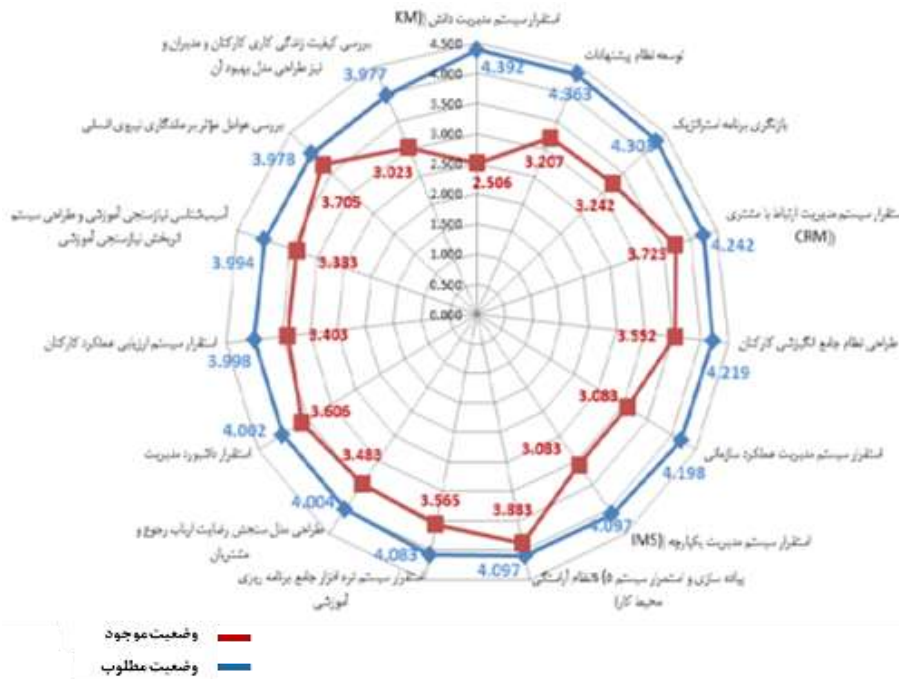 استقرار سیستم مدیریت دانش ((KM
4.500
4.000
3.500
3.000
2.500
2.000
1.500
1.000
0.500
0.000
توسعه نظام پیشنهادات
بازنگری برنامه استراتژیک
ستقرار سیستم مدیریت ارتباط با مشتری
((CRM
طراحی نظام جامع انگیزشی کارکنان
استقرار سیستم مدیریت عملکرد سازمانی
استقرار سیستم مدیریت یکپارچه ((IMS
پیاده سازی و استمرار سیستم ۵ نظام آراستگی
محیط کار)
استقرار سیستم نرم افزار جامع برنامه ریزی
آموزشی
طراحی مدل سنجش رضایت ارباب رجوع و
مشتریان
استقرار داشبورد مدیریت
استقرار سیستم ارزیابی عملکرد کارکنان
آسیب‌شناسی نیازسنجی آموزشی و طراحی سیستم
اثربخش نیازسنجی آموزشی
بررسی عوامل مؤثر بر ماندگاری نیروی انسانی
بررسی کیفیت زندگی کاری کارکنان و مدیران و
نیز طراحی مدل بهبود آن
4.392
4.363
4.303
4.242
4.219
4.198
4.097
4.097
4.083
4.004
4.002
3.998
3.994
3.978
3.977
2.506
3.207
3.242
3.723
3.552
3.083
3.083
3.883
3.565
3.483
3.606
3.403
3.383
3.705
3.023
وضعیت موجود
وضعیت مطلوب